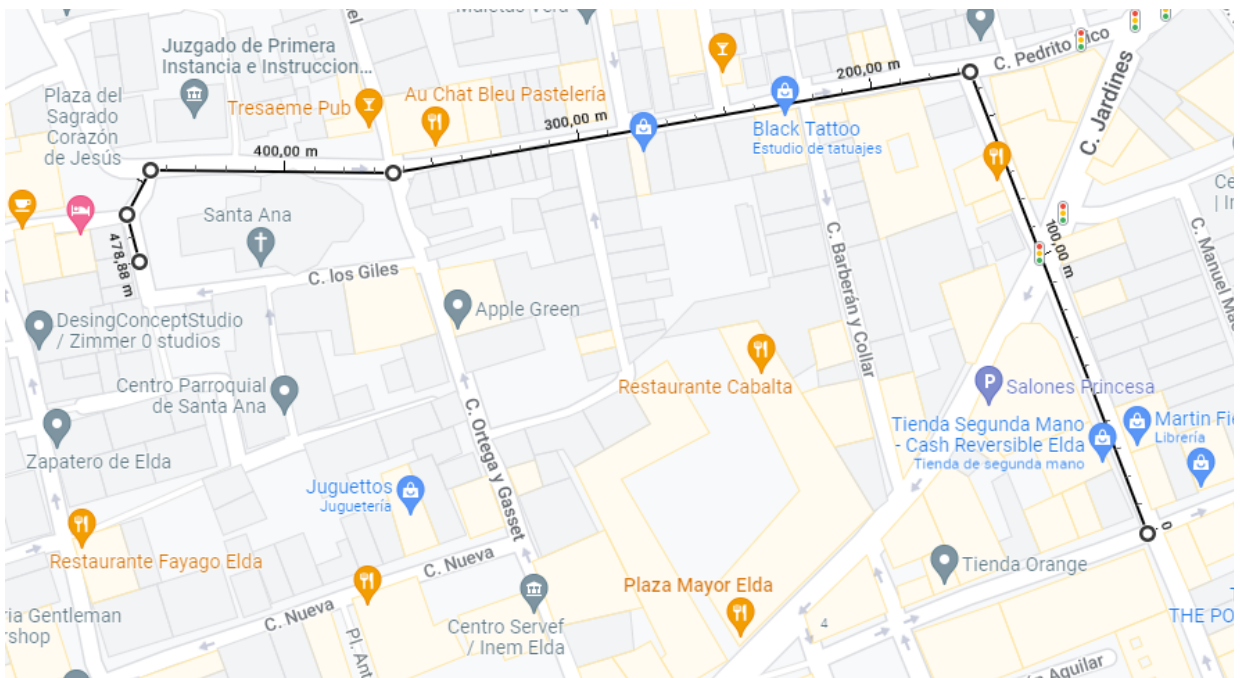 Juzgado de Primera
Instancia e Instruccion...
Plaza del
Sagrado
Corazón
de Jesús
Tresaeme Pub
Au Chat Bleu Pastelería
300,00 m
200,00 m
C. Pedrito Rico
C. Jardines
Black Tattoo
Estudio de tatuajes
400,00 m
Santa Ana
478,88 m
C. los Giles
100,00 m
C. Barberán y Collar
DesingConceptStudio
/ Zimmer 0 studios
Apple Green
Centro Parroquial
de Santa Ana
Restaurante Cabalta
Salones Princesa
Tienda Segunda Mano
- Cash Reversible Elda
Tienda de segunda mano
Librería
Zapatero de Elda
C. Ortega y Gasset
Juguettos
Juguetería
0
Restaurante Fayago Elda
C. Nueva
Tienda Orange
C. Nueva
Plaza Mayor Elda
Centro Servef
/ Inem Elda
4